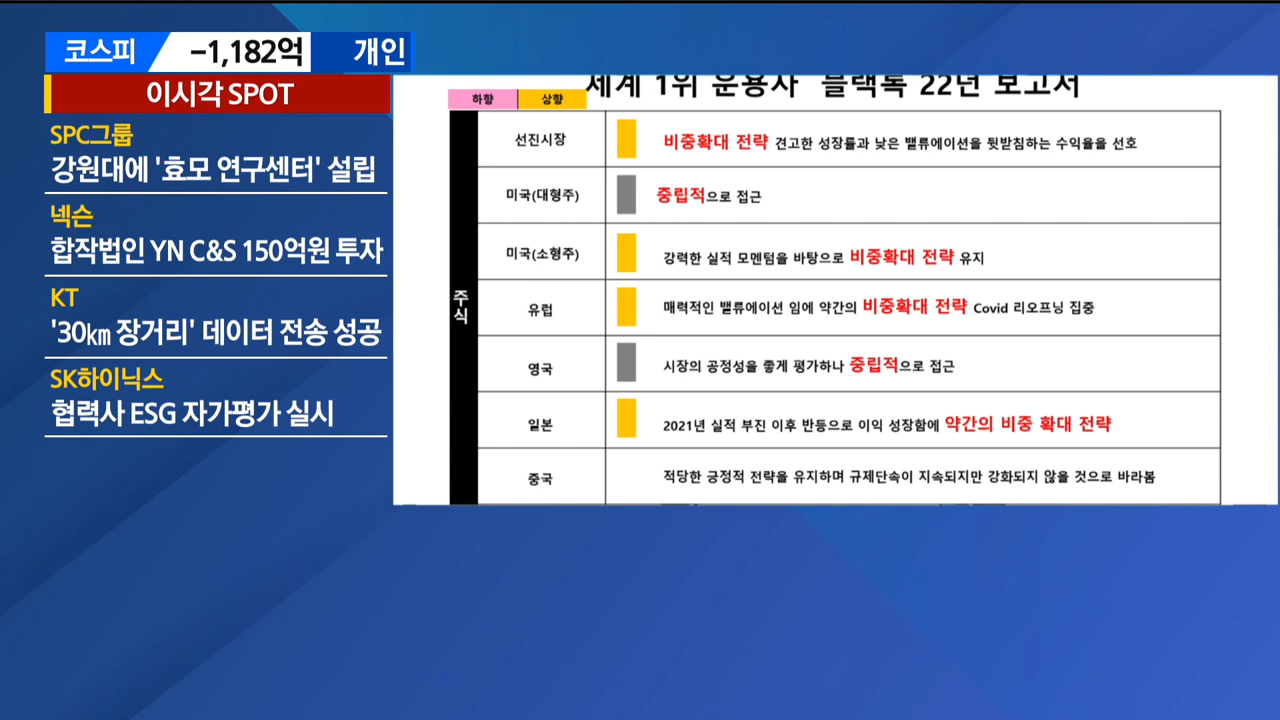 코스피 -1,182억 개인
이시각 SPOT
SPC그룹
강원대에 '효모 연구센터' 설립
넥슨
합작법인 YN C&S 150억원 투자
KT
'30㎞ 장거리' 데이터 전송 성공
SK하이닉스
협력사 ESG 자가평가 실시
세계 1위 운용사 블랙록 22년 보고서
하향 상향
주식
선진시장 비중확대 전략 견고한 성장률과 낮은 밸류에이션을 뒷받침하는 수익율을 선호
미국(대형주) 중립적으로 접근
미국(소형주) 강력한 실적 모멘텀을 바탕으로 비중확대 전략 유지
유럽 매력적인 밸류에이션 임에 약간의 비중확대 전략 Covid 리오프닝 집중
영국 시장의 공정성을 좋게 평가하나 중립적으로 접근
일본 2021년 실적 부진 이후 반등으로 이익 성장함에 약간의 비중 확대 전략
중국 적당한 긍정적 전략을 유지하며 규제단속이 지속되지만 강화되지 않을 것으로 바라봄